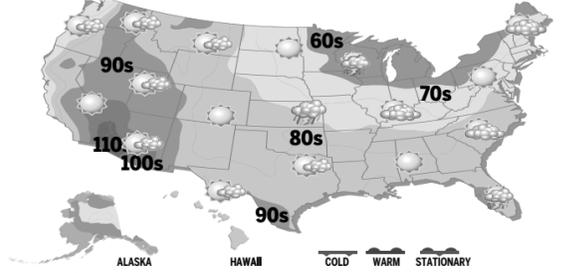 60s
90s
70s
110s
80s
100s
90s
ALASKA
HAWAII
COLD
WARM
STATIONARY